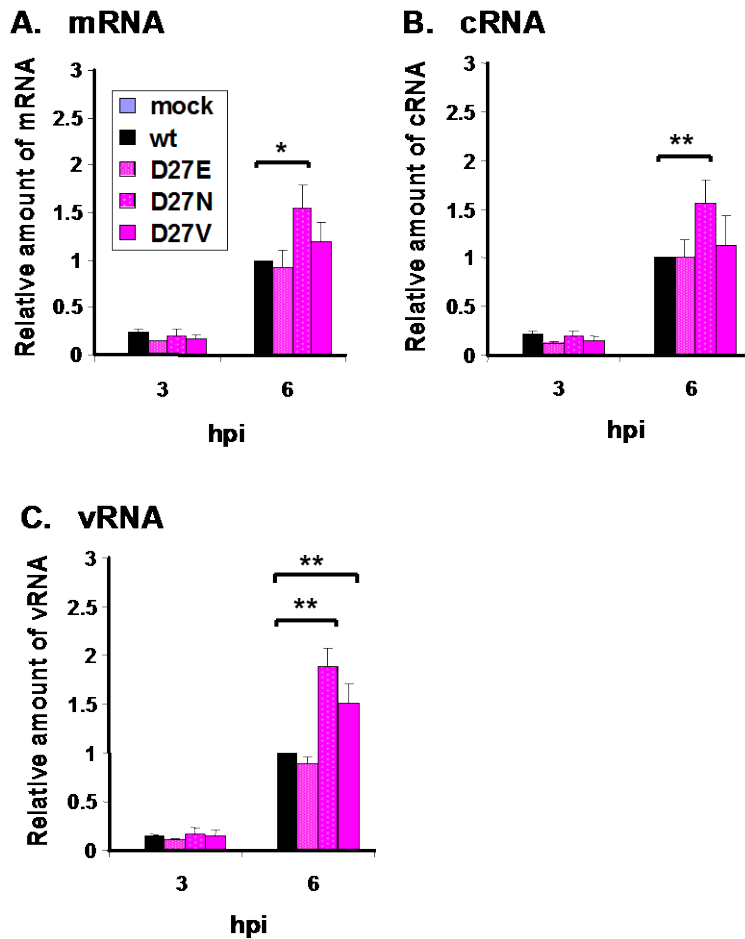 A. mRNA
Relative amount of mRNA
3
2.5
2
1.5
1
0.5
0
mock
wt
D27E
D27N
D27V
*
3 6
hpi
B. cRNA
Relative amount of cRNA
3
2.5
2
1.5
1
0.5
0
**
3 6
hpi
C. vRNA
Relative amount of vRNA
3
2.5
2
1.5
1
0.5
0
**
**
3 6
hpi